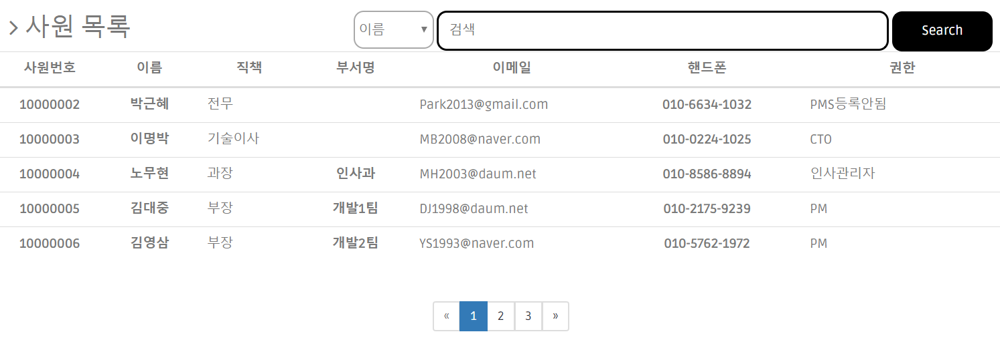 > 사원 목록 이름 ▼ 검색 Search
사원번호 이름 직책 부서명 이메일 핸드폰 권한
10000002 박근혜 전무 Park2013@gmail.com 010-6634-1032 PMS등록안됨
10000003 이명박 기술이사 MB2008@naver.com 010-0224-1025 CTO
10000004 노무현 과장 인사과 MH2003@daum.net 010-8586-8894 인사관리자
10000005 김대중 부장 개발1팀 DJ1998@daum.net 010-2175-9239 PM
10000006 김영삼 부장 개발2팀 YS1993@naver.com 010-5762-1972 PM
« 1 2 3 »